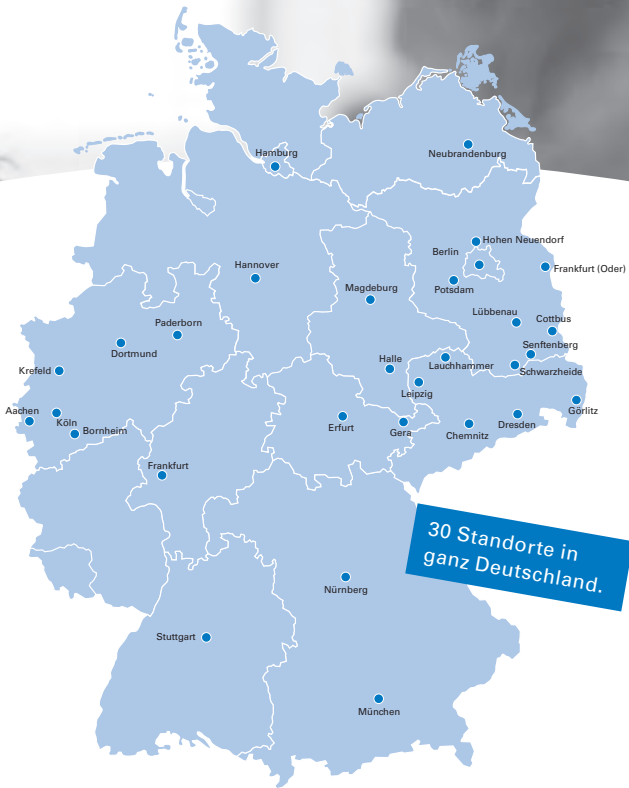 Hamburg
Neubrandenburg
Hohen Neuendorf
Berlin
Frankfurt (Oder)
Hannover
Potsdam
Magdeburg
Lübbenau
Cottbus
Paderborn
Dortmund
Senftenberg
Halle
Lauchhammer
Schwarzheide
Krefeld
Leipzig
Aachen
Köln
Bornheim
Görlitz
Erfurt
Gera
Chemnitz
Dresden
Frankfurt
30 Standorte in
ganz Deutschland.
Nürnberg
Stuttgart
München